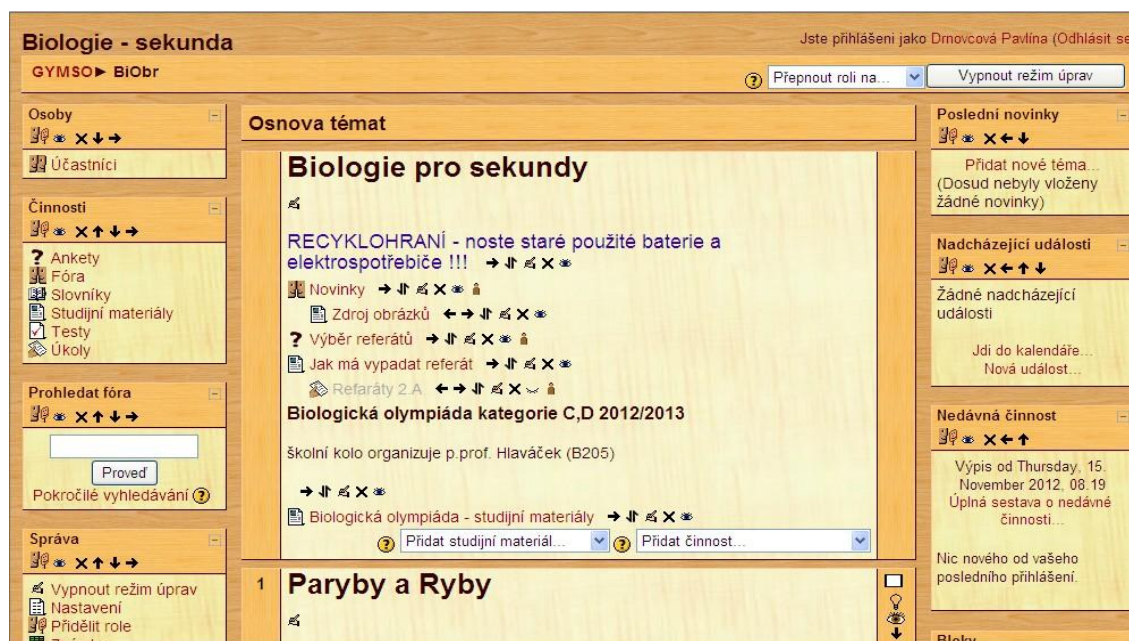 Biologie - sekunda
Jste přihlášeni jako Drnovcová Pavlína (Odhlásit se
GYMSO► BiObr
Přepnout roli na...
Vypnout režim úprav
Osoby
Účastníci
Činnosti
Ankety
Fóra
Slovníky
Studijní materiály
Testy
Úkoly
Prohledat fóra
Proveď
Pokročilé vyhledávání
Správa
Vypnout režim úprav
Nastavení
Přidělit role
Osnova témat
Biologie pro sekundy
RECYKLOHRANÍ - noste staré použité baterie a
elektrospotřebiče !!!
Novinky
Zdroj obrázků
Výběr referátů
Jak má vypadat referát
Refaráty 2.A
Biologická olympiáda kategorie C,D 2012/2013
školní kolo organizuje p.prof. Hlaváček (B205)
Biologická olympiáda - studijní materiály
Přidat studijní materiál...
Přidat činnost...
1
Paryby a Ryby
Poslední novinky
Přidat nové téma...
(Dosud nebyly vloženy
žádné novinky)
Nadcházející události
Žádné nadcházející
události
Jdi do kalendáře...
Nová událost...
Nedávná činnost
Výpis od Thursday, 15.
November 2012, 08.19
Úplná sestava o nedávné
činnosti...
Nic nového od vašeho
posledního přihlášení.
Bloky